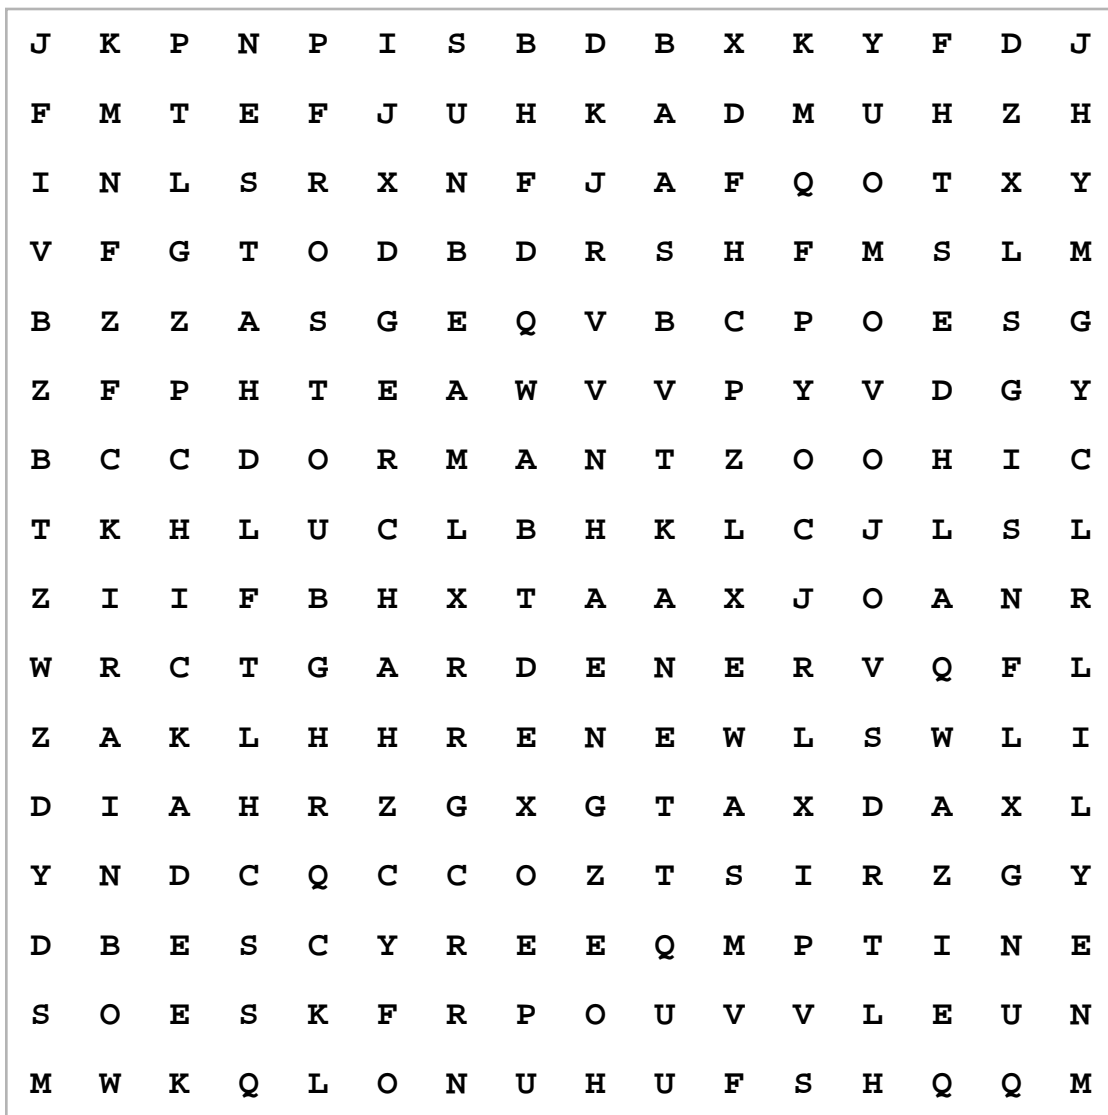 J K P N P I S B D B X K Y F D J
F M T E F J U H K A D M U H Z H
I N L S R X N F J A F Q O T X Y
V F G T O D B D R S H F M S L M
B Z Z A S G E Q V B C P O E S G
Z F P H T E A W V V P Y V D G Y
B C C D O R M A N T Z O O H I C
T K H L U C L B H K L C J L S L
Z I I F B H X T A A X J O A N R
W R C T G A R D E N E R V Q F L
Z A K L H H R E N E W L S W L I
D I A H R Z G X G T A X D A X L
Y N D C Q C C O Z T S I R Z G Y
D B E S C Y R E E Q M P T I N E
S O E S K F R P O U V V L E U N
M W K Q L O N U H U F S H Q Q M